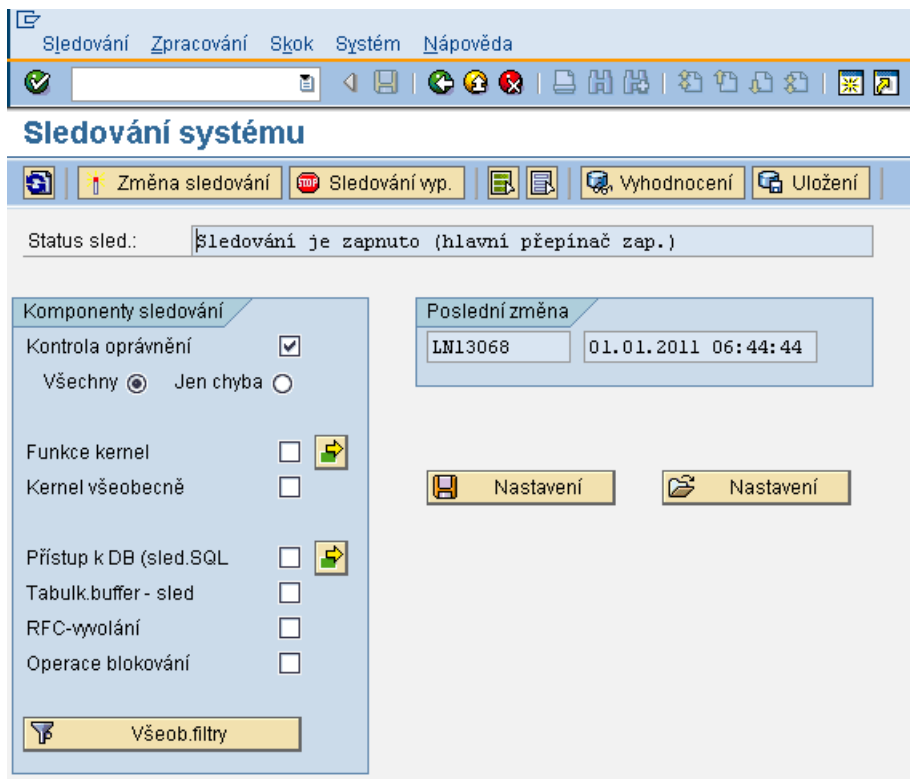 Sledování Zpracování Skok Systém Nápověda
Sledování systému
Změna sledování STOP Sledování vyp. Vyhodnocení Uložení
Status sled.: Sledování je zapnuto (hlavní přepínač zap.)
Komponenty sledování
Kontrola oprávnění
Všechny Jen chyba
Funkce kernel
Kernel všeobecně
Přístup k DB (sled.SQL
Tabulk.buffer - sled
RFC-vyvolání
Operace blokování
Všeob.filtry
Poslední změna
LN13068 01.01.2011 06:44:44
Nastavení Nastavení